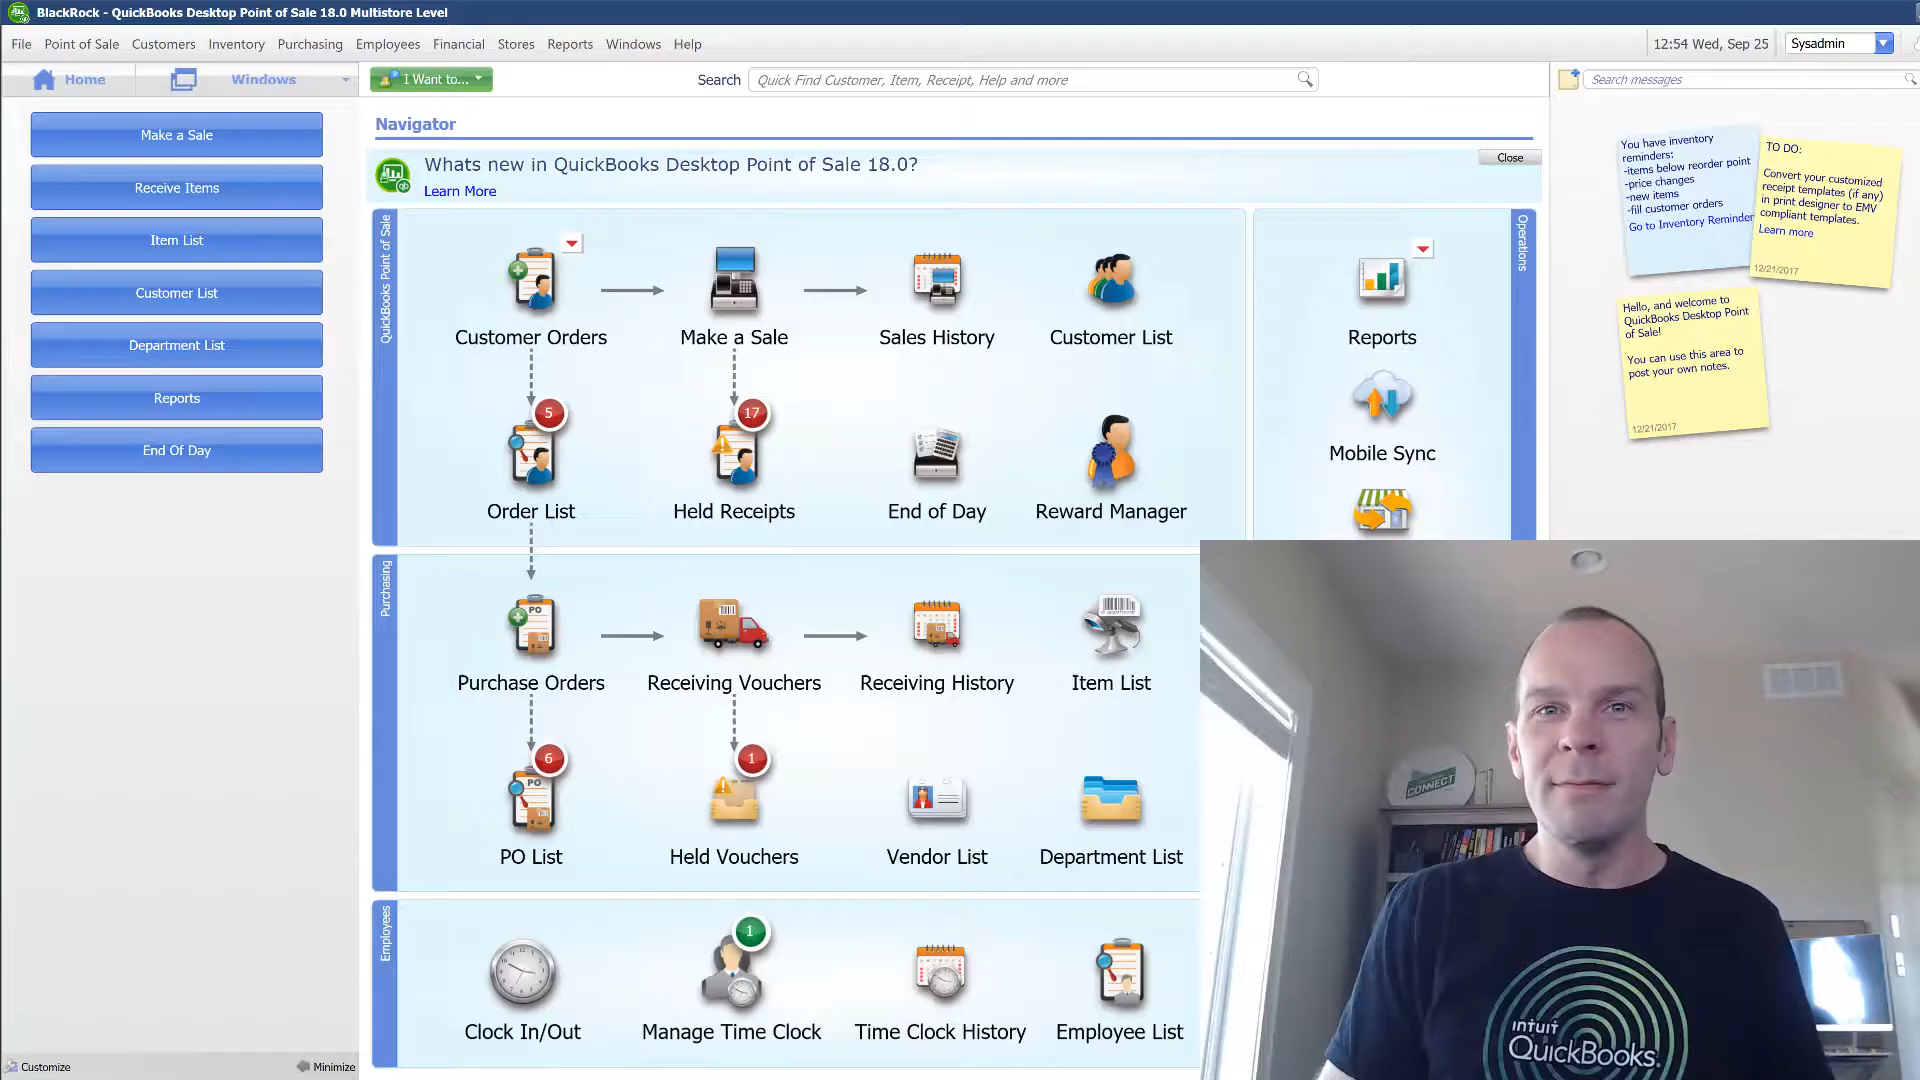 BlackRock - QuickBooks Desktop Point of Sale 18.0 Multistore Level
File Point of Sale Customers Inventory Purchasing Employees Financial Stores Reports Windows Help
12:54 Wed, Sep 25 Sysadmin
Home Windows
I Want to...
Search Quick Find Customer, Item, Receipt, Help and more
Search messages
Make a Sale
Receive Items
Item List
Customer List
Department List
Reports
End Of Day
Navigator
Whats new in QuickBooks Desktop Point of Sale 18.0?
Learn More
Close
QuickBooks Point of Sale
Customer Orders
Make a Sale
Sales History
Customer List
5
17
Order List
Held Receipts
End of Day
Reward Manager
Operations
Reports
Mobile Sync
Purchasing
PO
Purchase Orders
Receiving Vouchers
Receiving History
Item List
6
PO
1
PO List
Held Vouchers
Vendor List
Department List
Employees
1
Clock In/Out
Manage Time Clock
Time Clock History
Employee List
You have inventory
reminders:
-items below reorder point
-price changes
-new items
-fill customer orders
Go to Inventory Reminder
TO DO:
Convert your customized
receipt templates (if any)
in print designer to EMV
compliant templates.
Learn more
12/21/2017
Hello, and welcome to
QuickBooks Desktop Point
of Sale!
You can use this area to
post your own notes.
12/21/2017
CONNECT
ınтuıт
QuickBooks.
Customize
Minimize